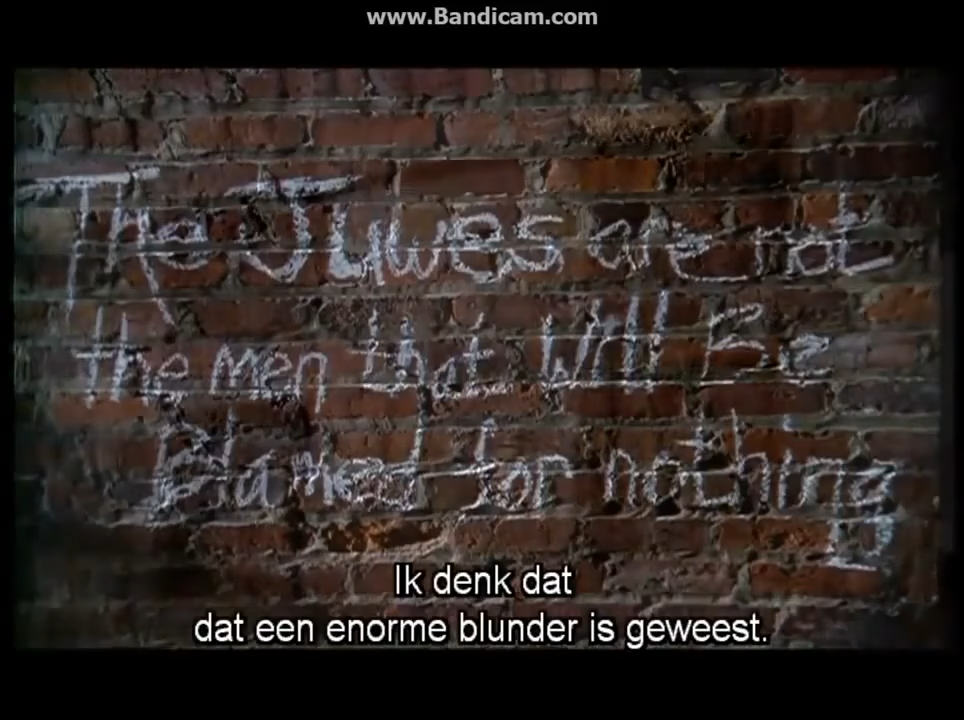 www.Bandicam.com
The Juwes are not
the men that Will Be
Blamed for nothing
Ik denk dat
dat een enorme blunder is geweest.